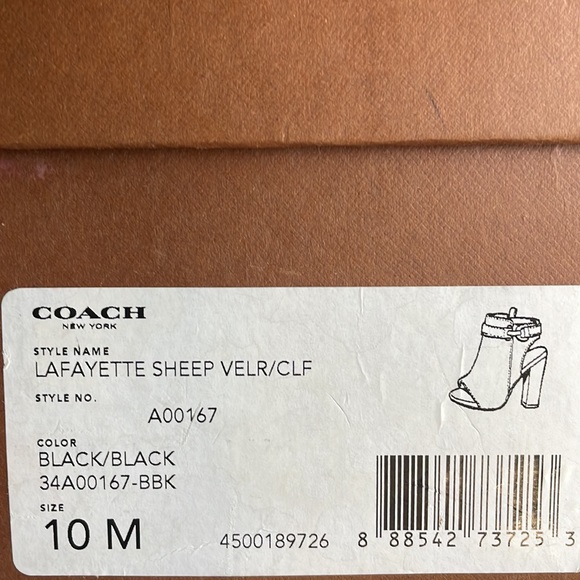 COACH
NEW YORK
STYLE NAME
LAFAYETTE SHEEP VELR/CLF
STYLE NO.
A00167
COLOR
BLACK/BLACK
34A00167-BBK
SIZE
10 M
4500189726
8 88542 73725 3